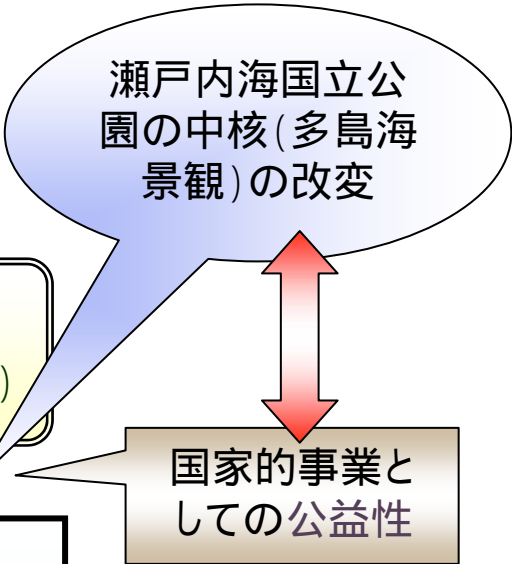 瀬戸内海国立公
園の中核(多島海
景観)の改変
)
国家的事業と
しての公益性